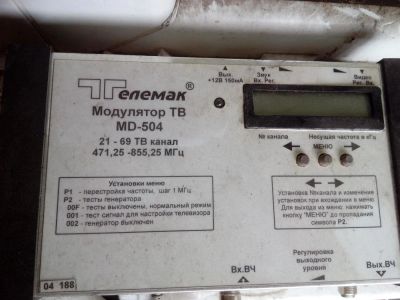 Телемак®
Модулятор ТВ
MD-504
21 - 69 ТВ канал
471,25 -855,25 МГц
Установки меню
P1 - перестройка частоты, шаг 1 МГц
P2 - тесты генератора
00F - тесты выключены, нормальный режим
001 - тест сигнал для настройки телевизора
002 - генератор выключен
04 188
Вых. +12В 150мА
Звук Вх. Рег.
Видео Рег. Вх.
№ канала Несущая частота в кГц
МЕНЮ
Установка №канала и изменение
установок при вхождении в меню
Для выхода из меню: нажимать
кнопку "МЕНЮ" до пропадания
символа P2.
Вх.ВЧ
Регулировка
выходного
уровня
Вых.ВЧ